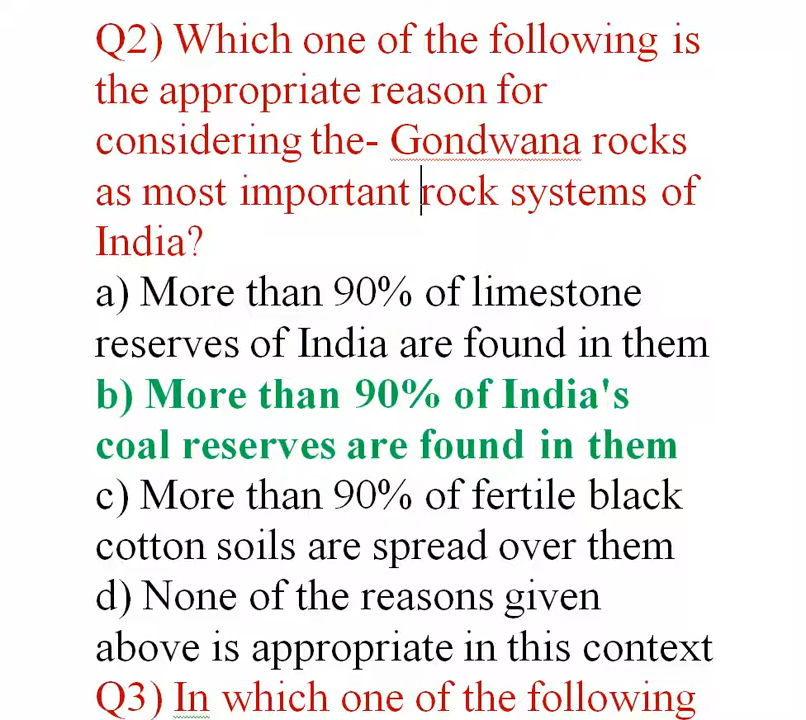 Q2) Which one of the following is
the appropriate reason for
considering the- Gondwana rocks
as most important rock systems of
India?
a) More than 90% of limestone
reserves of India are found in them
b) More than 90% of India's
coal reserves are found in them
c) More than 90% of fertile black
cotton soils are spread over them
d) None of the reasons given
above is appropriate in this context
Q3) In which one of the following